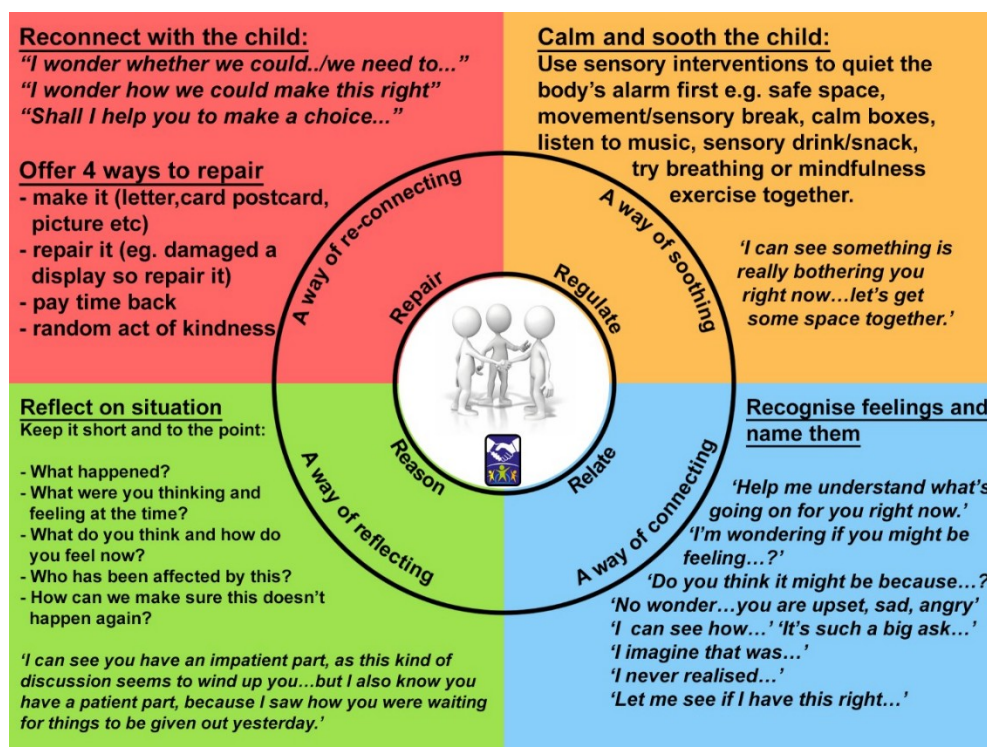 Reconnect with the child:
“I wonder whether we could../we need to...”
“I wonder how we could make this right”
“Shall I help you to make a choice...”
Offer 4 ways to repair
- make it (letter,card postcard,
picture etc)
- repair it (eg. damaged a
display so repair it)
- pay time back
- random act of kindness
Calm and sooth the child:
Use sensory interventions to quiet the
body’s alarm first e.g. safe space,
movement/sensory break, calm boxes,
listen to music, sensory drink/snack,
try breathing or mindfulness
exercise together.
‘I can see something is
really bothering you
right now…let’s get
some space together.’
A way of re-connecting
A way of soothing
Repair
Regulate
Reason
Relate
A way of reflecting
A way of connecting
Reflect on situation
Keep it short and to the point:
- What happened?
- What were you thinking and
feeling at the time?
- What do you think and how do
you feel now?
- Who has been affected by this?
- How can we make sure this doesn’t
happen again?
‘I can see you have an impatient part, as this kind of
discussion seems to wind up you…but I also know you
have a patient part, because I saw how you were waiting
for things to be given out yesterday.’
Recognise feelings and
name them
‘Help me understand what’s
going on for you right now.’
‘I’m wondering if you might be
feeling…?’
‘Do you think it might be because…?
‘No wonder…you are upset, sad, angry’
‘I can see how…’ ‘It’s such a big ask…’
‘I imagine that was…’
‘I never realised…’
‘Let me see if I have this right…’